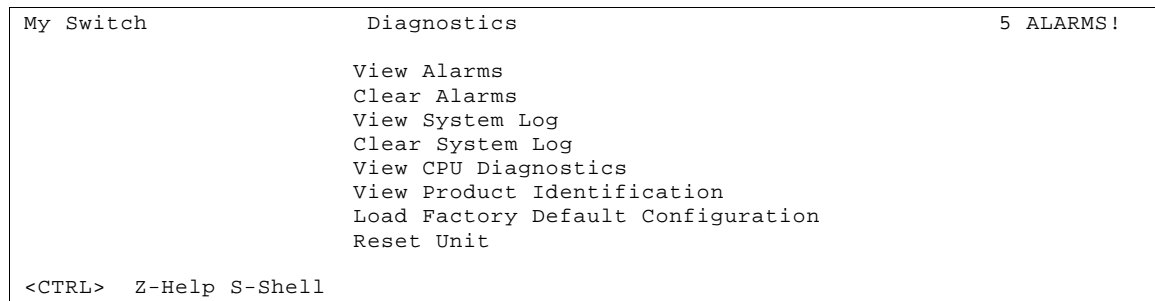 My Switch Diagnostics 5 ALARMS!
View Alarms
Clear Alarms
View System Log
Clear System Log
View CPU Diagnostics
View Product Identification
Load Factory Default Configuration
Reset Unit
<CTRL> Z-Help S-Shell